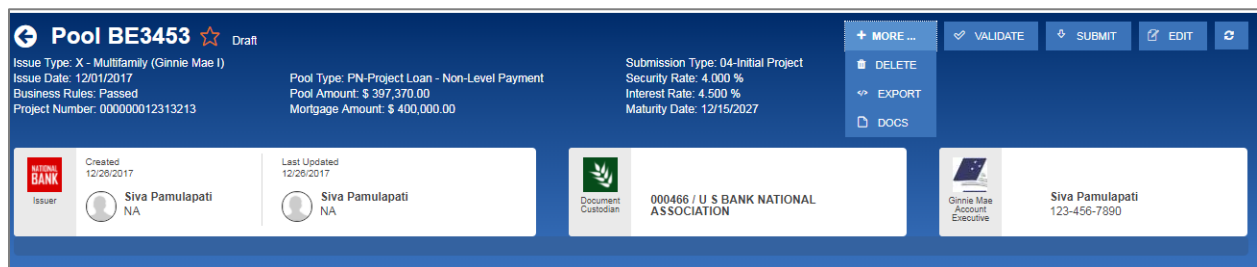 Pool BE3453 Draft
+ MORE ...
VALIDATE
SUBMIT
EDIT
DELETE
EXPORT
DOCS
Issue Type: X - Multifamily (Ginnie Mae I)
Issue Date: 12/01/2017
Business Rules: Passed
Project Number: 000000012313213
Pool Type: PN-Project Loan - Non-Level Payment
Pool Amount: $ 397,370.00
Mortgage Amount: $ 400,000.00
Submission Type: 04-Initial Project
Security Rate: 4.000 %
Interest Rate: 4.500 %
Maturity Date: 12/15/2027
NATIONAL
BANK
Issuer
Created
12/26/2017
Siva Pamulapati
NA
Last Updated
12/26/2017
Siva Pamulapati
NA
Document
Custodian
000466 / U S BANK NATIONAL
ASSOCIATION
Ginnie Mae
Account
Executive
Siva Pamulapati
123-456-7890